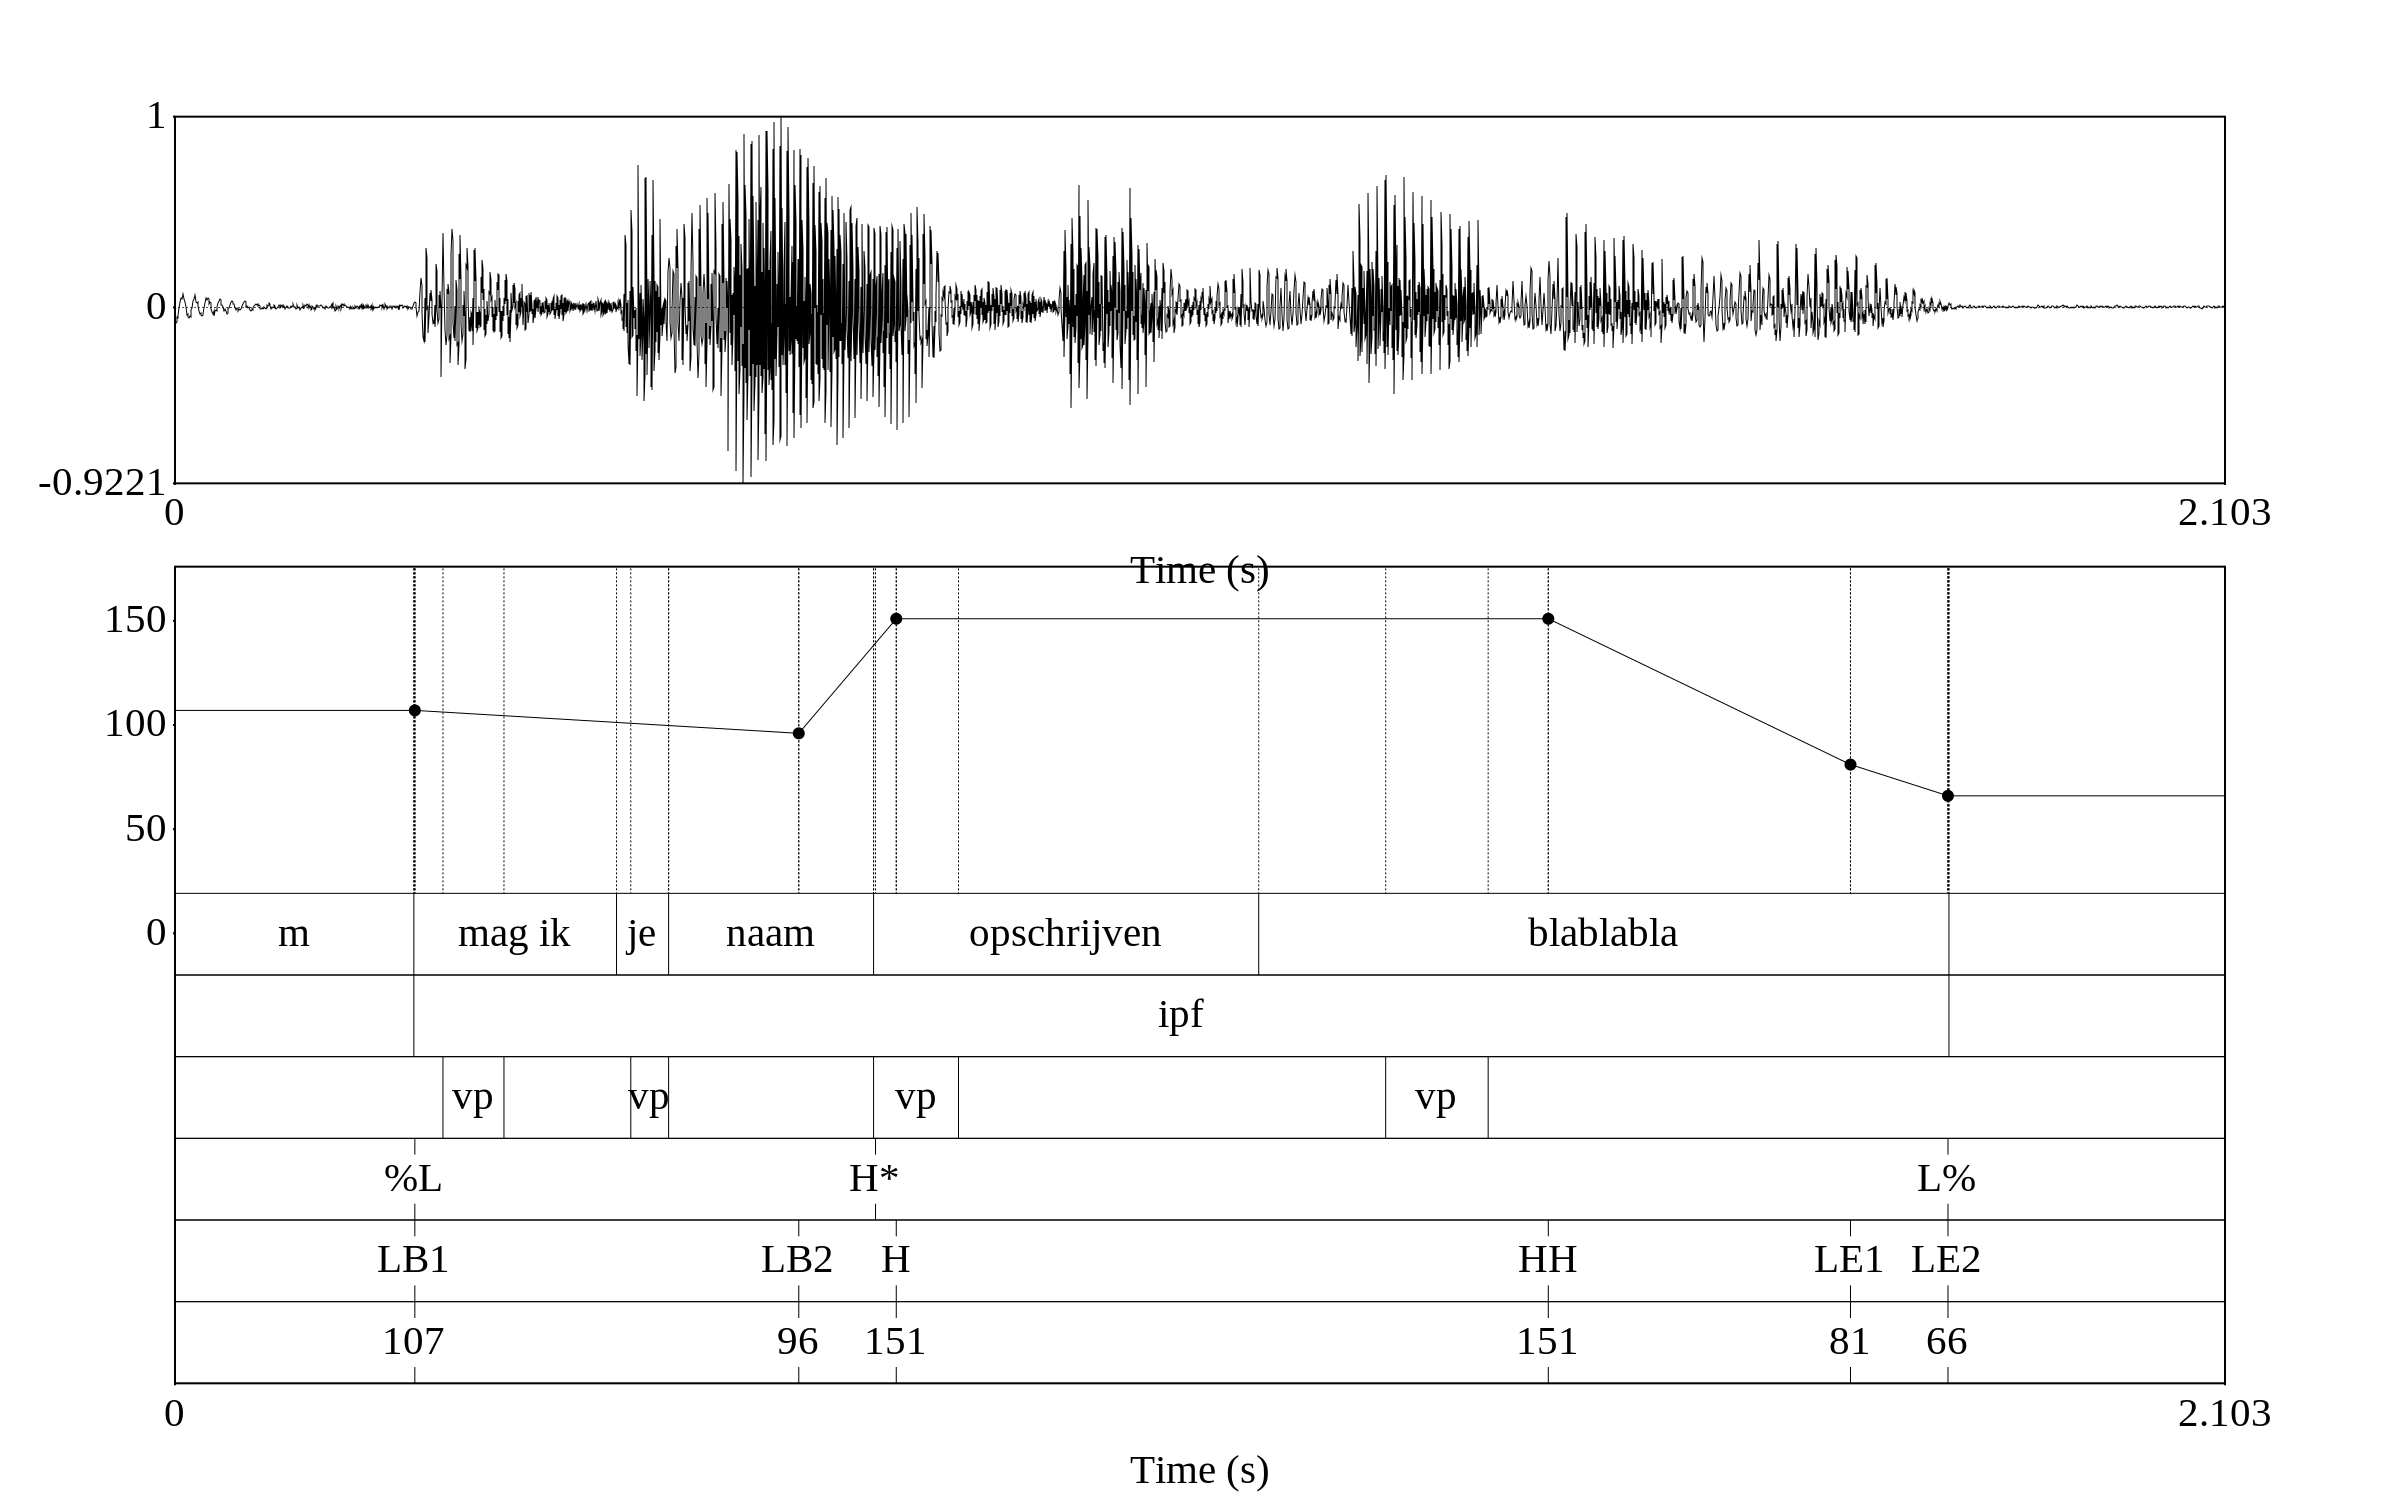 1
0
-0.9221
0 2.103
Time (s)
150
100
50
0 m mag ik je naam opschrijven blablabla
ipf
vp vp vp vp
%L H* L%
LB1 LB2 H HH LE1 LE2
107 96 151 151 81 66
0 2.103
Time (s)